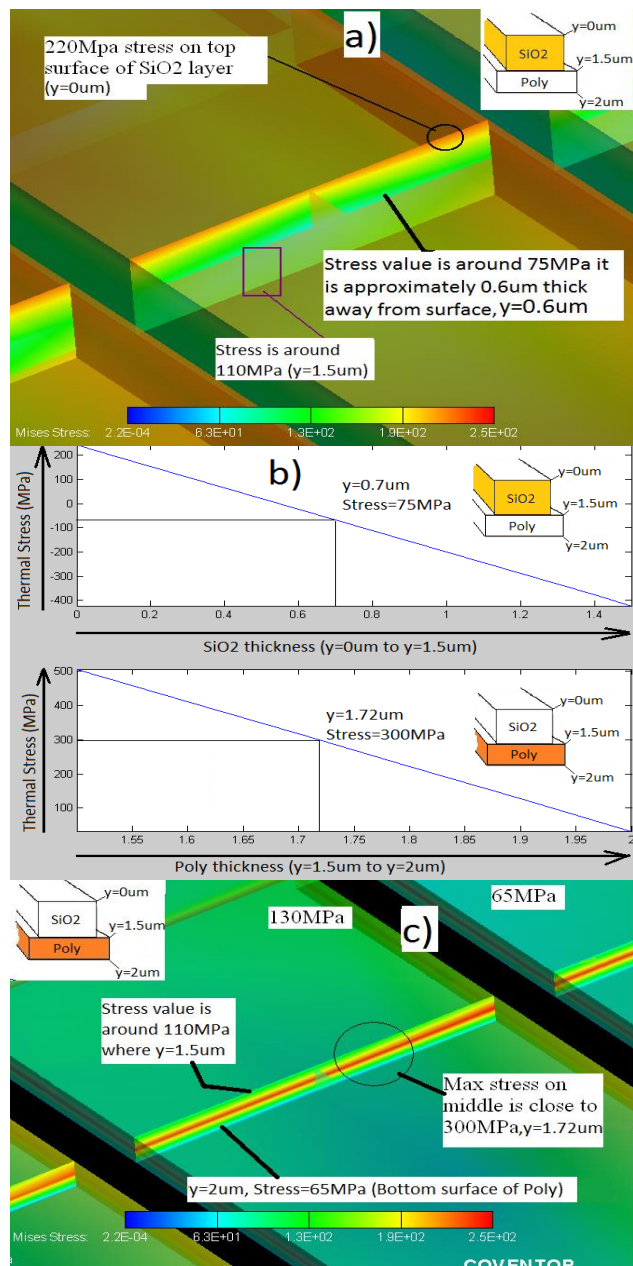 a)
220Mpa stress on top
surface of SiO2 layer
(y=0um)
y=0um
SiO2
y=1.5um
Poly
y=2um
Stress value is around 75MPa it
is approximately 0.6um thick
away from surface, y=0.6um
Stress is around
110MPa (y=1.5um)
Mises Stress: 2.2E-04 6.3E+01 1.3E+02 1.9E+02 2.5E+02
b)
Thermal Stress (MPa)
200
100
0
-100
-200
-300
-400
y=0.7um
Stress=75MPa
y=0um
SiO2
y=1.5um
Poly
y=2um
0 0.2 0.4 0.6 0.8 1 1.2 1.4
SiO2 thickness (y=0um to y=1.5um)
Thermal Stress (MPa)
500
400
300
200
100
y=1.72um
Stress=300MPa
y=0um
SiO2
y=1.5um
Poly
y=2um
1.55 1.6 1.65 1.7 1.75 1.8 1.85 1.9 1.95 2
Poly thickness (y=1.5um to y=2um)
c)
y=0um
SiO2
y=1.5um
Poly
y=2um
130MPa
65MPa
Stress value is
around 110MPa
where y=1.5um
Max stress on
middle is close to
300MPa,y=1.72um
y=2um, Stress=65MPa (Bottom surface of Poly)
Mises Stress: 2.2E-04 6.3E+01 1.3E+02 1.9E+02 2.5E+02
COVENTOR